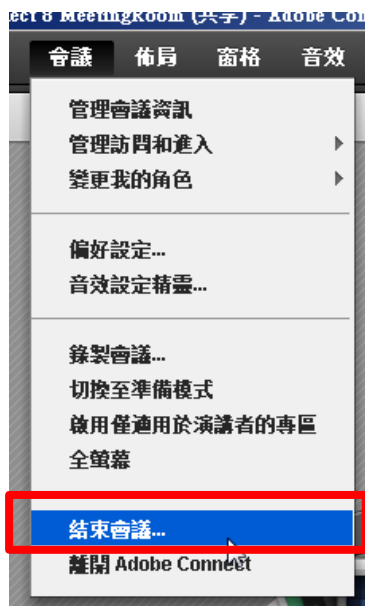 ect 8 MeetingRoom (共享) - Adobe Con
會議 佈局 窗格 音效
管理會議資訊
管理訪問和進入
變更我的角色
偏好設定...
音效設定精靈...
錄製會議...
切換至準備模式
啟用僅適用於演講者的專區
全螢幕
結束會議...
離開 Adobe Connect